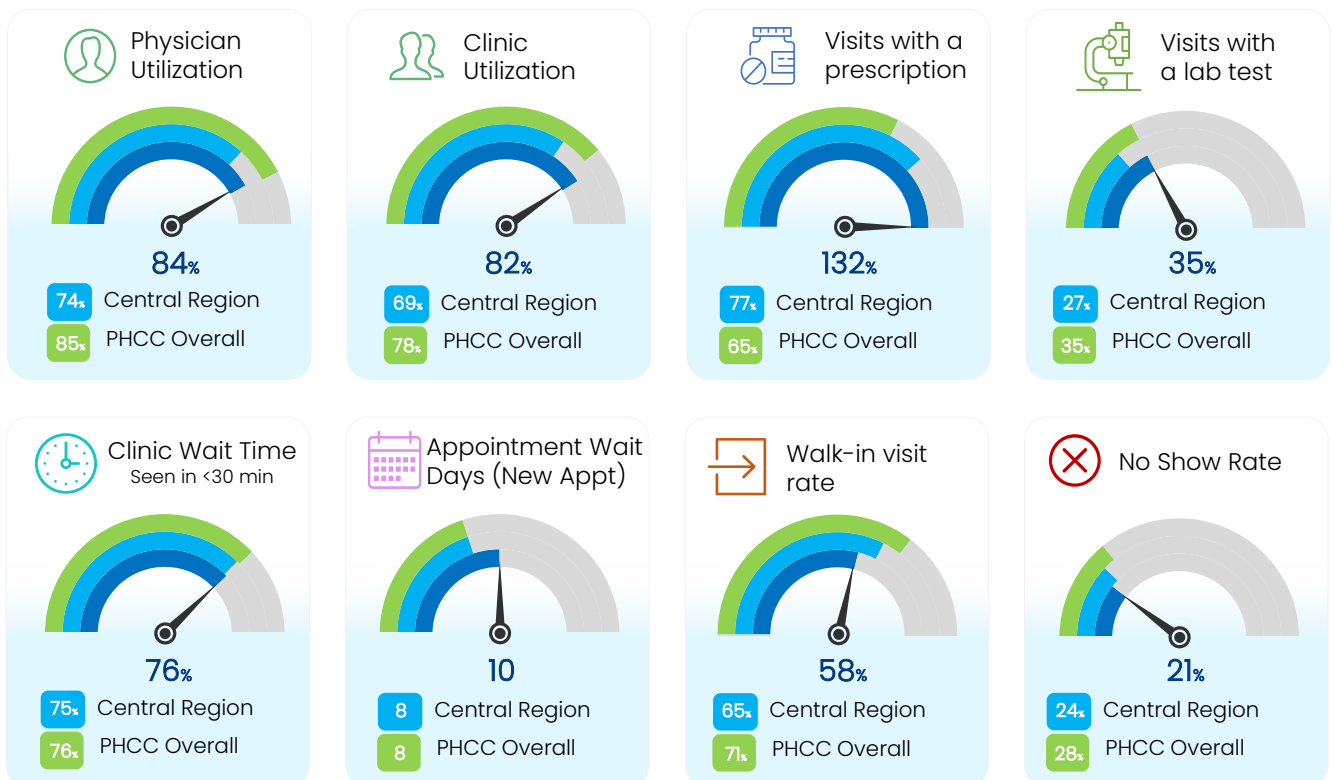 Physician
Utilization
84%
74% Central Region
85% PHCC Overall
Clinic
Utilization
82%
69% Central Region
78% PHCC Overall
Visits with a
prescription
132%
77% Central Region
65% PHCC Overall
Visits with
a lab test
35%
27% Central Region
35% PHCC Overall
Clinic Wait Time
Seen in <30 min
76%
75% Central Region
76% PHCC Overall
Appointment Wait
Days (New Appt)
10
8 Central Region
8 PHCC Overall
Walk-in visit
rate
58%
65% Central Region
71% PHCC Overall
No Show Rate
21%
24% Central Region
28% PHCC Overall